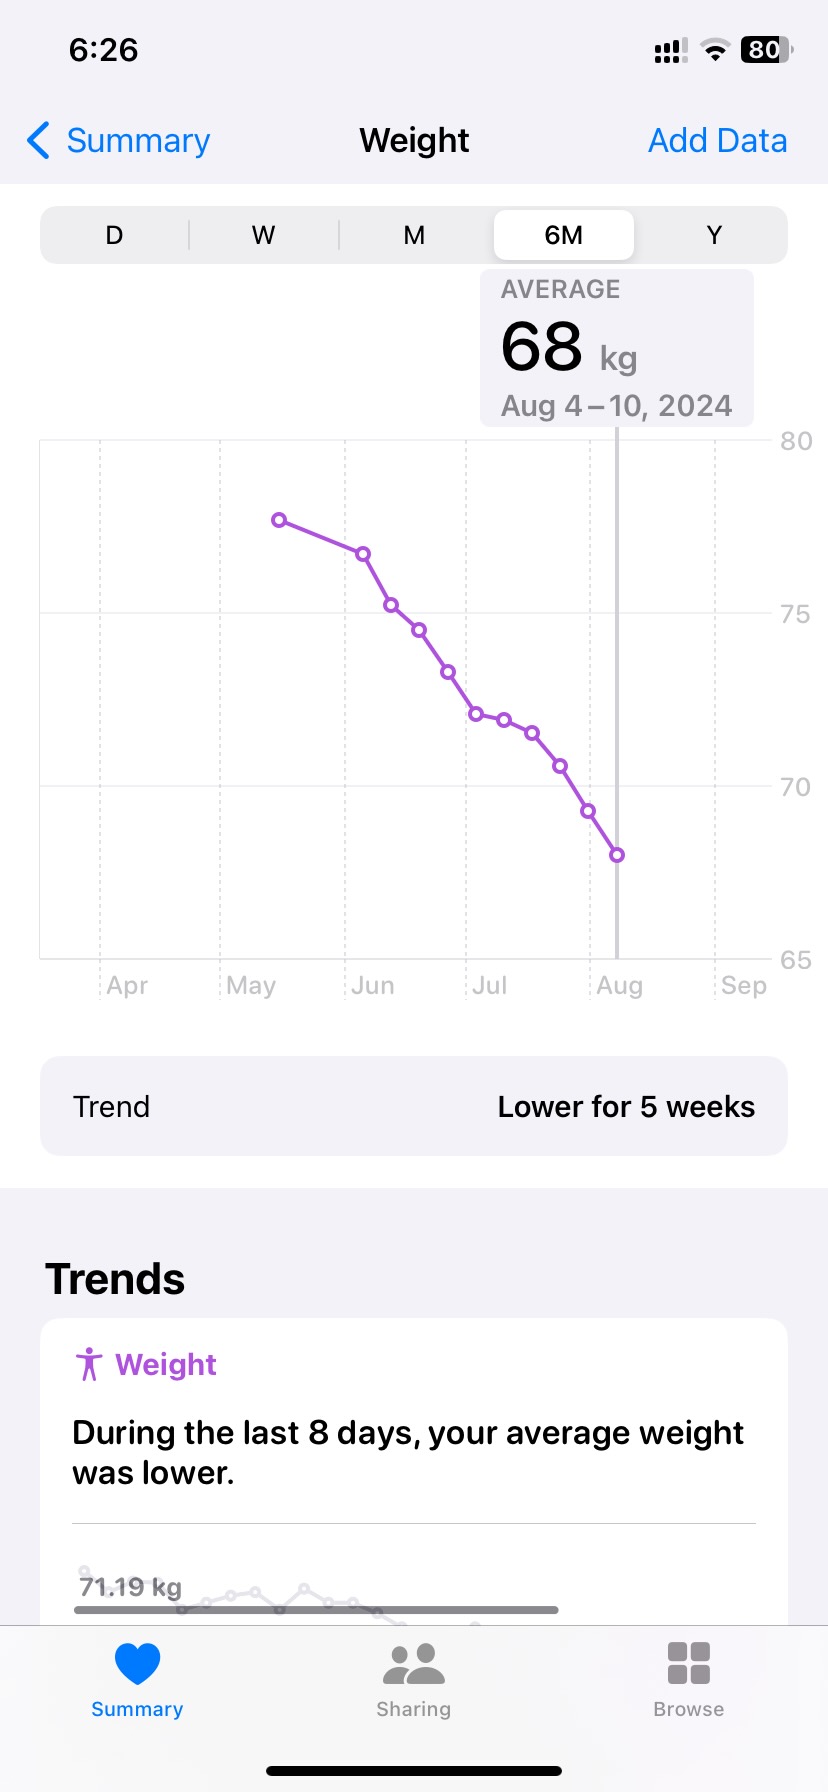 6:26
80
Summary
Weight
Add Data
D
W
M
6M
Y
AVERAGE
68 kg
Aug 4–10, 2024
80
75
70
65
Apr
May
Jun
Jul
Aug
Sep
Trend
Lower for 5 weeks
Trends
Weight
During the last 8 days, your average weight
was lower.
71.19 kg
Summary
Sharing
Browse